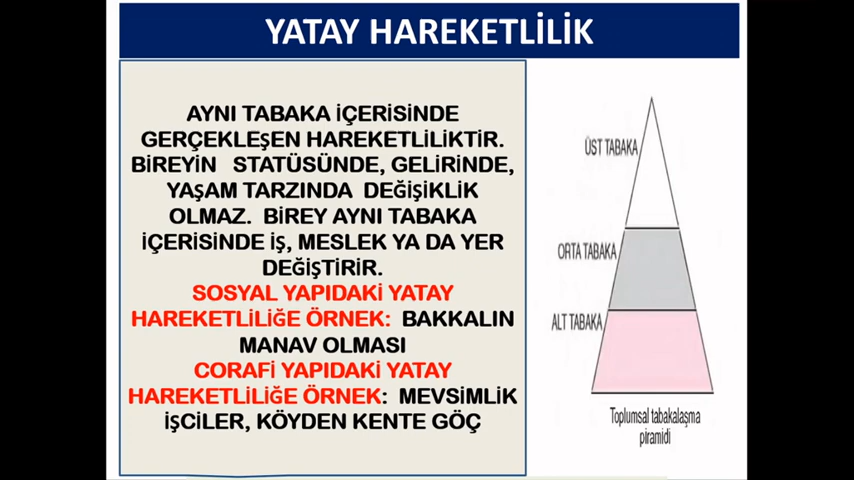 YATAY HAREKETLİLİK
AYNI TABAKA İÇERİSİNDE
GERÇEKLEŞEN HAREKETLİLİKTİR.
BİREYİN STATÜSÜNDE, GELİRİNDE,
YAŞAM TARZINDA DEĞİŞİKLİK
OLMAZ. BİREY AYNI TABAKA
İÇERİSİNDE İŞ, MESLEK YA DA YER
DEĞİŞTİRİR.
SOSYAL YAPIDAKİ YATAY
HAREKETLİLİĞE ÖRNEK: BAKKALIN
MANAV OLMASI
CORAFİ YAPIDAKİ YATAY
HAREKETLİLİĞE ÖRNEK: MEVSİMLİK
İŞCİLER, KÖYDEN KENTE GÖÇ
ÜST TABAKA
ORTA TABAKA
ALT TABAKA
Toplumsal tabakalaşma
piramidi